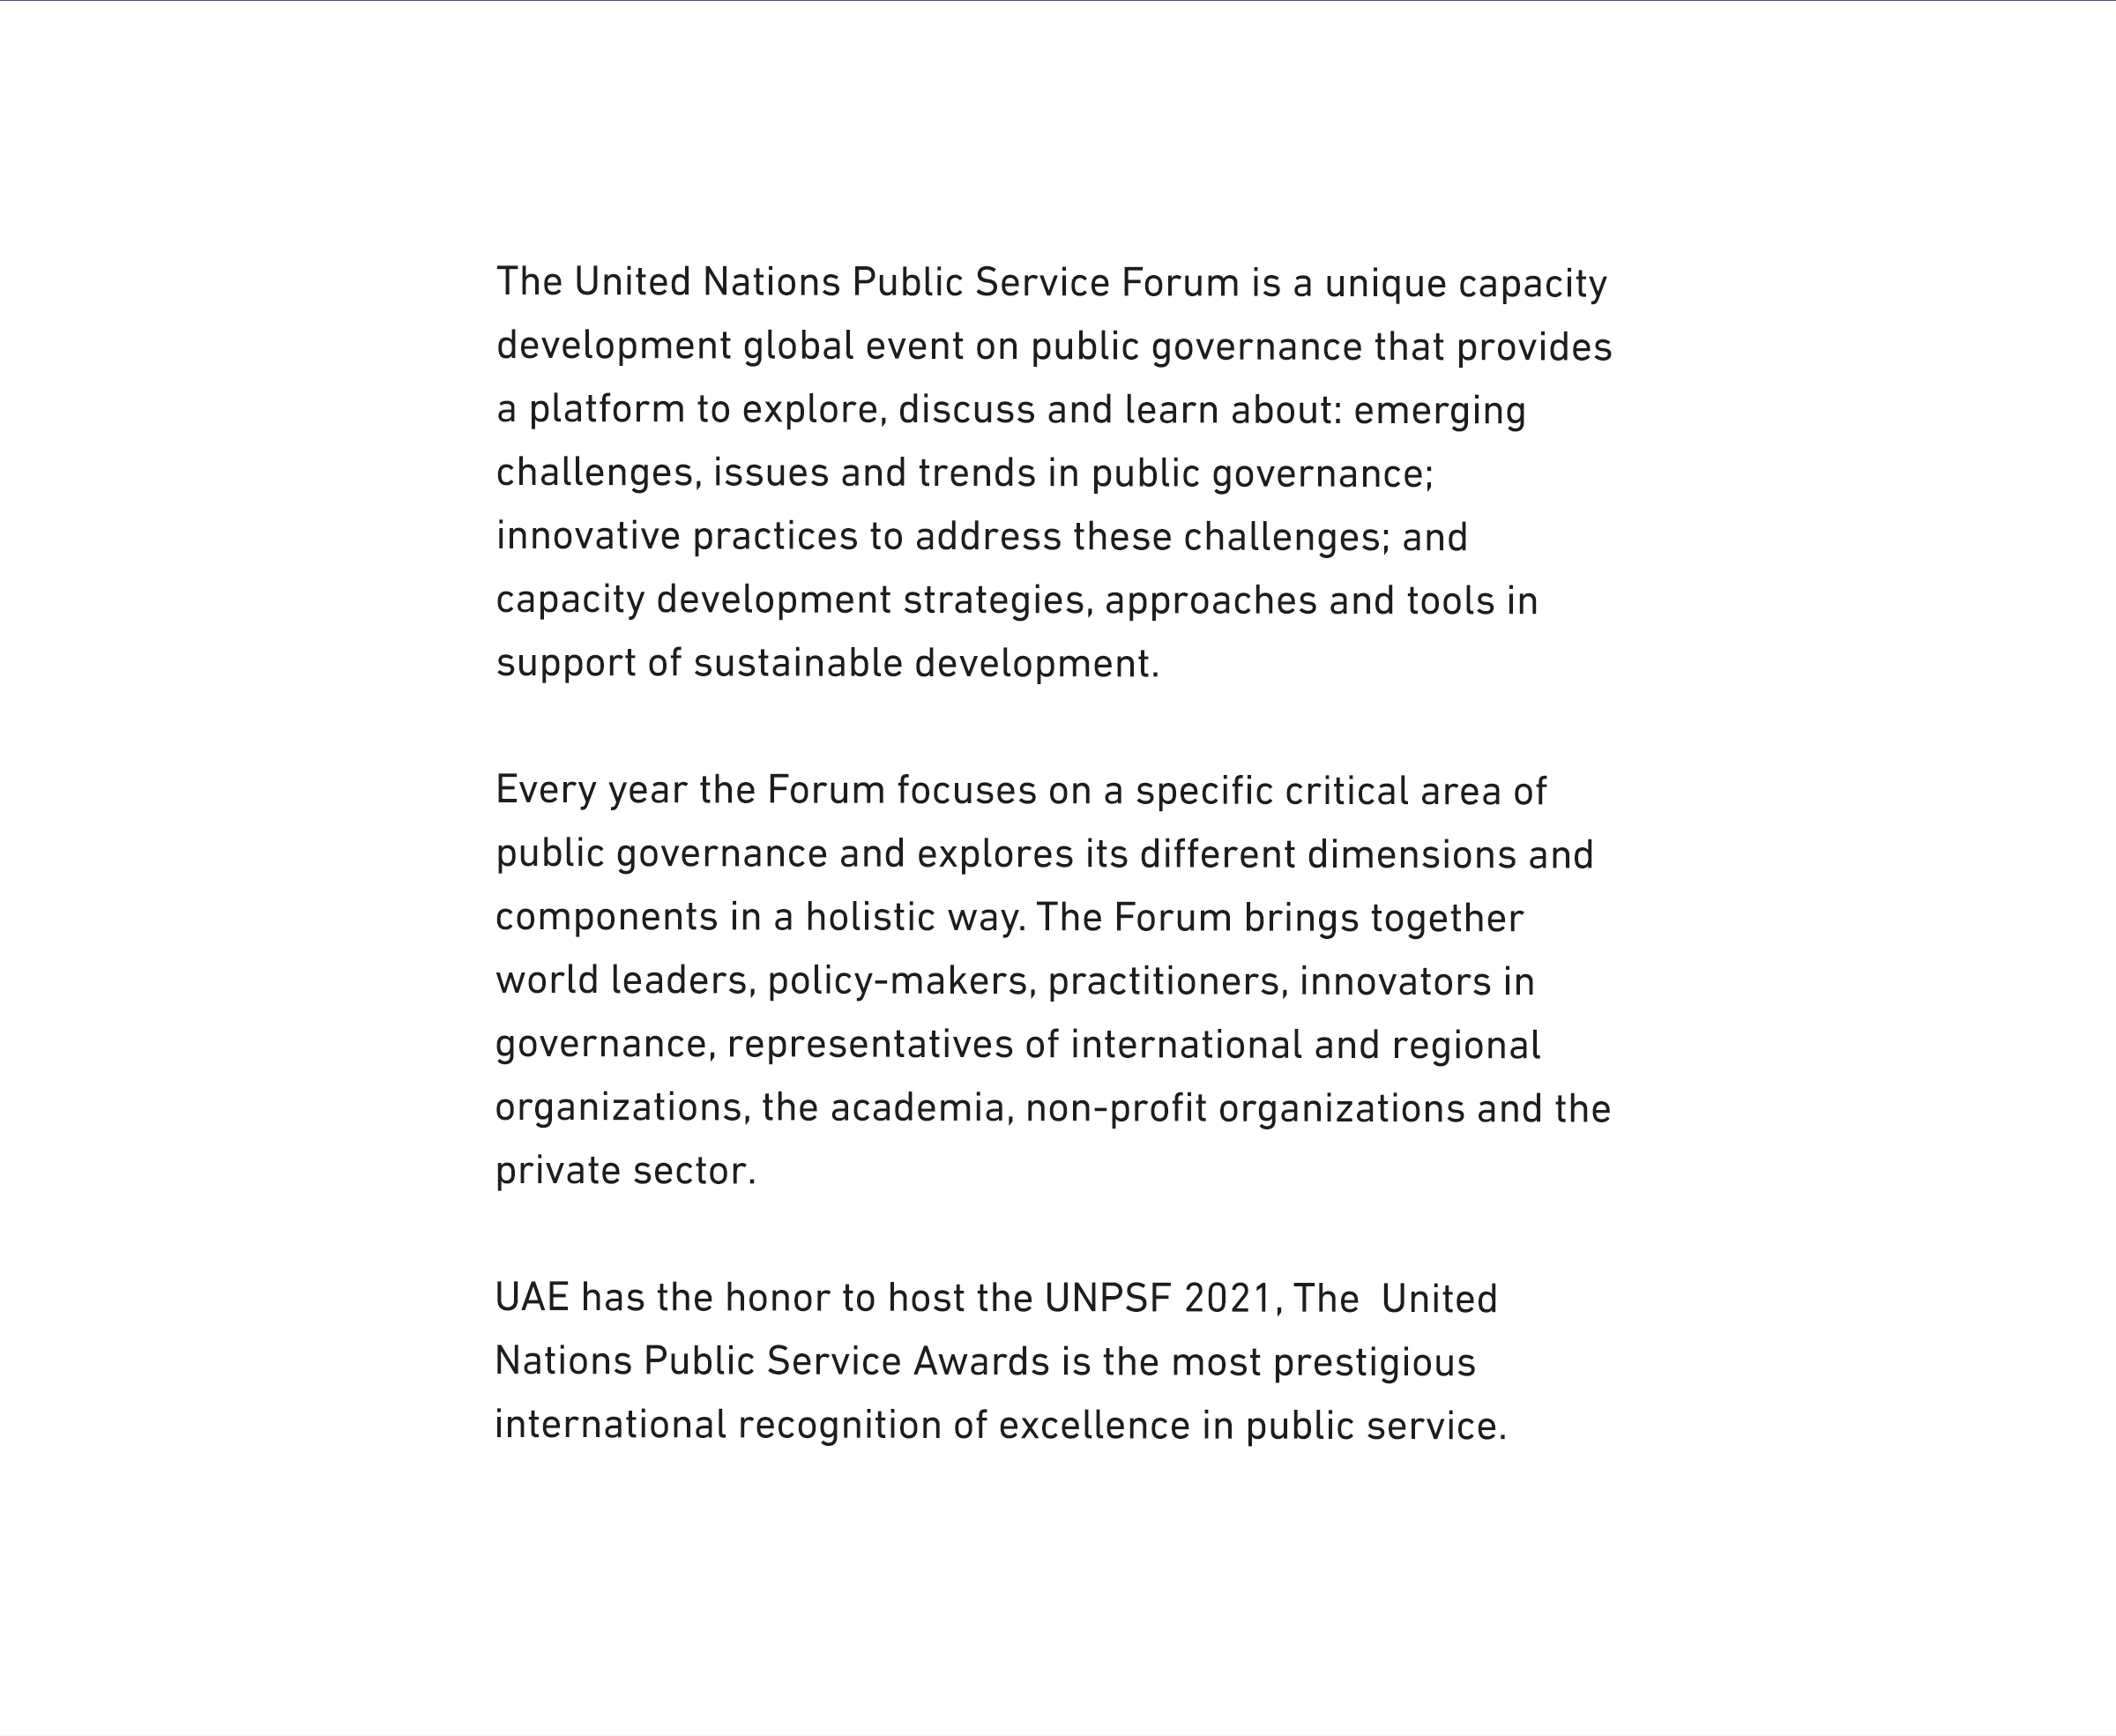 The United Nations Public Service Forum is a unique capacity
development global event on public governance that provides
a platform to explore, discuss and learn about: emerging
challenges, issues and trends in public governance;
innovative practices to address these challenges; and
capacity development strategies, approaches and tools in
support of sustainable development.
Every year the Forum focuses on a specific critical area of
public governance and explores its different dimensions and
components in a holistic way. The Forum brings together
world leaders, policy-makers, practitioners, innovators in
governance, representatives of international and regional
organizations, the academia, non-profit organizations and the
private sector.
UAE has the honor to host the UNPSF 2021, The  United
Nations Public Service Awards is the most prestigious
international recognition of excellence in public service.